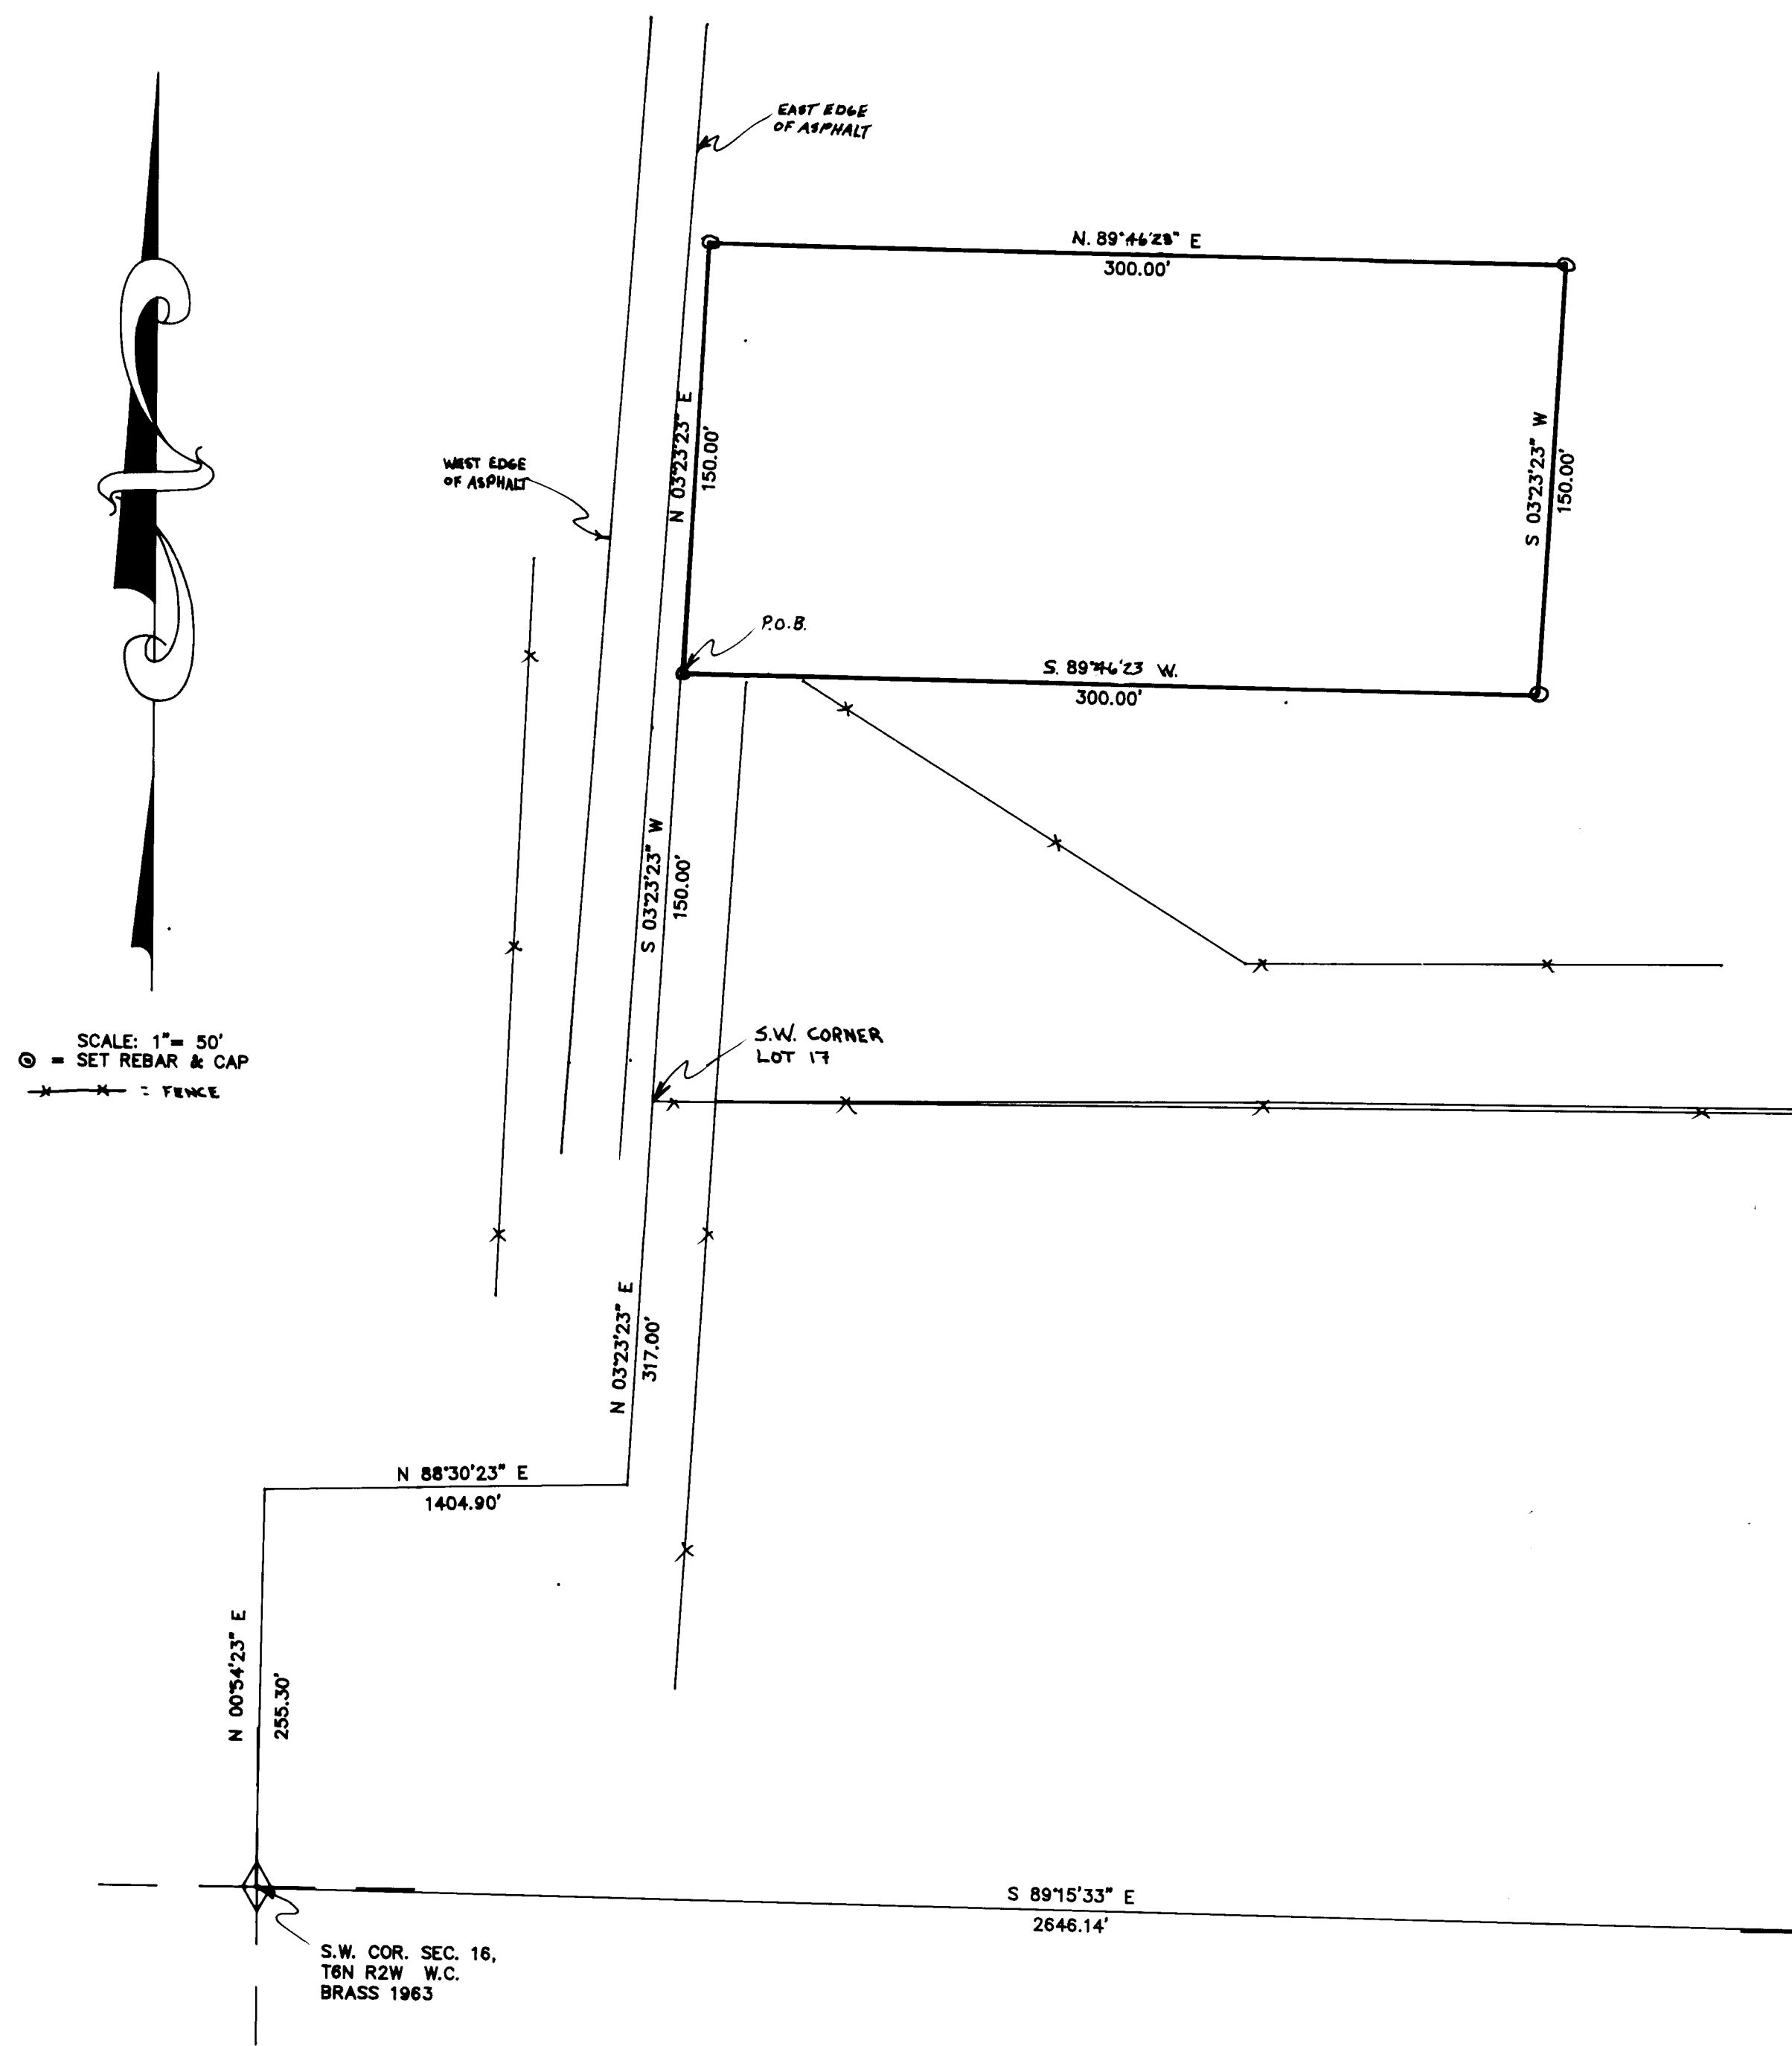 EAST EDGE
OF ASPHALT
N. 89°46'23" E
300.00'
N 03°23'23" E
150.00'
S 03°23'23" W
150.00'
WEST EDGE
OF ASPHALT
P.O.B.
S. 89°46'23 W.
300.00'
S 03°23'23" W
150.00'
SCALE: 1"= 50'
= SET REBAR & CAP
= FENCE
S.W. CORNER
LOT 17
N 03°23'23" E
317.00'
N 88°30'23" E
1404.90'
N 00°54'23" E
255.30'
S 89°15'33" E
2646.14'
S.W. COR. SEC. 16,
T6N R2W W.C.
BRASS 1963